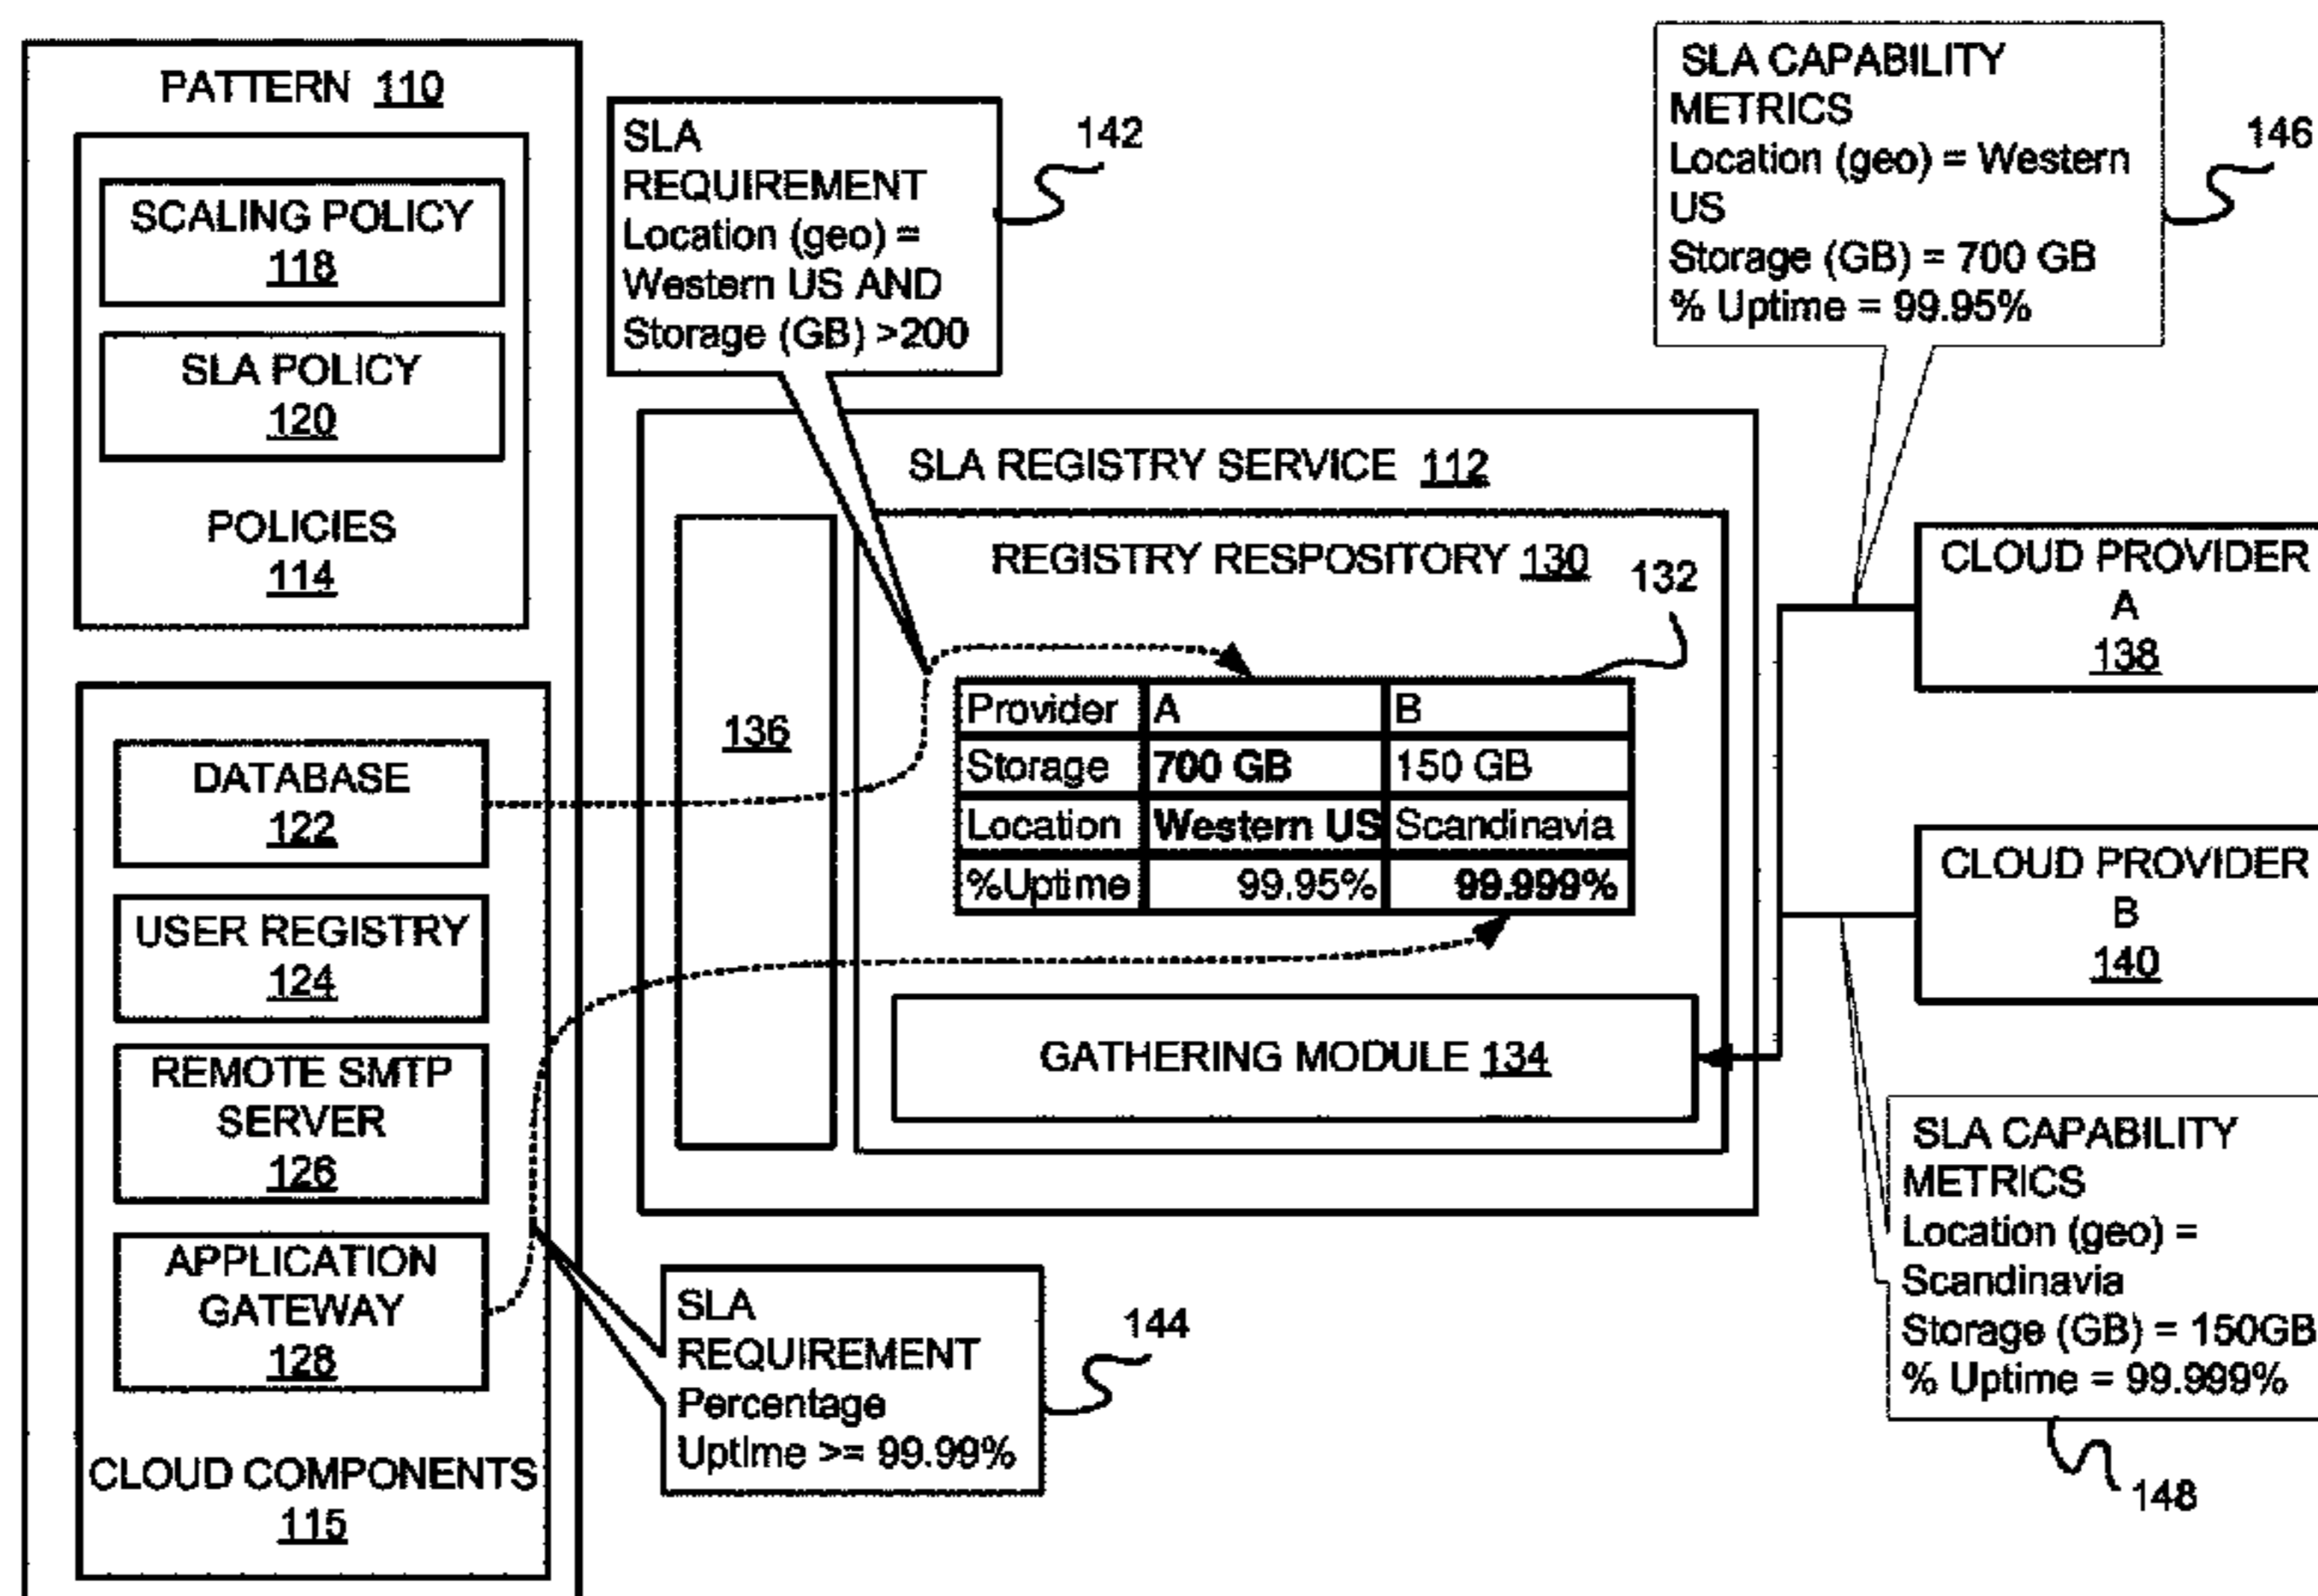 PATTERN 110
SCALING POLICY
118
SLA POLICY
120
POLICIES
114
DATABASE
122
USER REGISTRY
124
REMOTE SMTP
SERVER
126
APPLICATION
GATEWAY
128
CLOUD COMPONENTS
115
SLA
REQUIREMENT
Location (geo) =
Western US AND
Storage (GB) >200
142
SLA REGISTRY SERVICE 112
136
REGISTRY RESPOSITORY 130
132
Provider A B
Storage 700 GB 150 GB
Location Western US Scandinavia
%Uptime 99.95% 99.999%
GATHERING MODULE 134
SLA
REQUIREMENT
Percentage
Uptime >= 99.99%
144
SLA CAPABILITY
METRICS
Location (geo) = Western
US
Storage (GB) = 700 GB
% Uptime = 99.95%
146
CLOUD PROVIDER
A
138
CLOUD PROVIDER
B
140
SLA CAPABILITY
METRICS
Location (geo) =
Scandinavia
Storage (GB) = 150GB
% Uptime = 99.999%
148